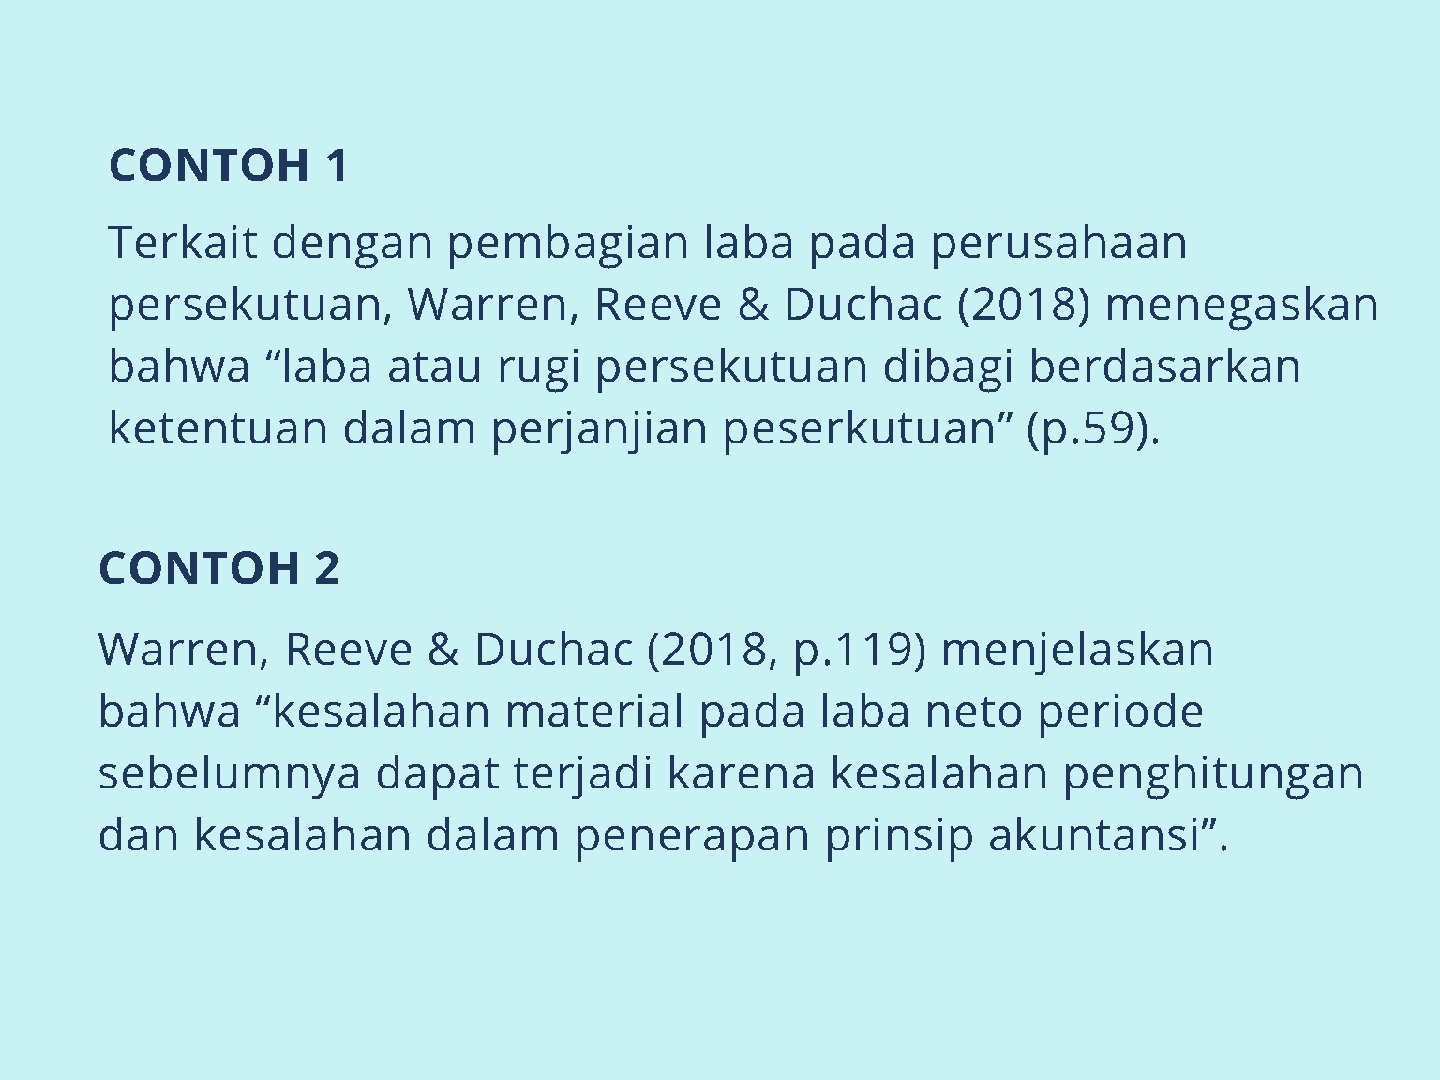 CONTOH 1
Terkait dengan pembagian laba pada perusahaan
persekutuan, Warren, Reeve & Duchac (2018) menegaskan
bahwa “laba atau rugi persekutuan dibagi berdasarkan
ketentuan dalam perjanjian peserkutuan” (p.59).
CONTOH 2
Warren, Reeve & Duchac (2018, p.119) menjelaskan
bahwa “kesalahan material pada laba neto periode
sebelumnya dapat terjadi karena kesalahan penghitungan
dan kesalahan dalam penerapan prinsip akuntansi”.